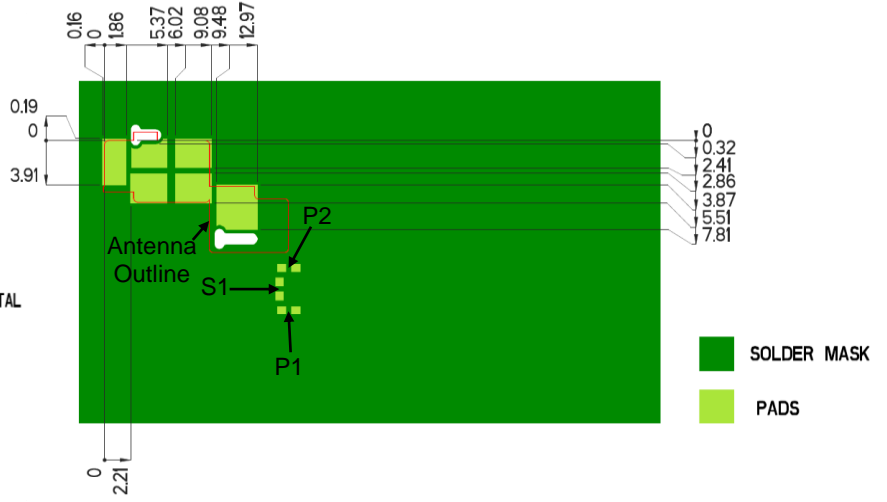 0.16
0
1.86
5.37
6.02
9.08
9.48
12.97
0.19
0
3.91
0
0.32
2.41
2.86
3.87
5.51
7.81
P2
Antenna
Outline
S1
TAL
P1
SOLDER MASK
PADS
0
2.21